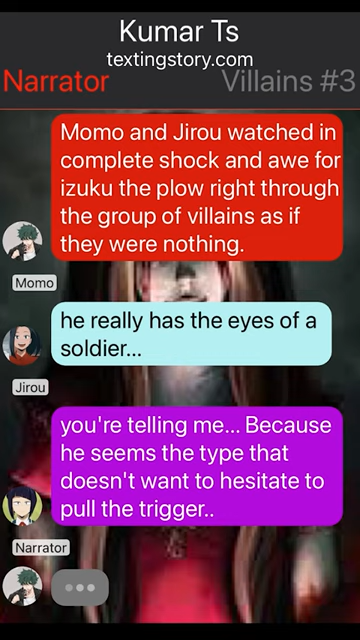 Kumar Ts
textingstory.com
Narrator Villains #3
Momo and Jirou watched in
complete shock and awe for
izuku the plow right through
the group of villains as if
they were nothing.
Momo
he really has the eyes of a
soldier...
Jirou
you're telling me... Because
he seems the type that
doesn't want to hesitate to
pull the trigger..
Narrator